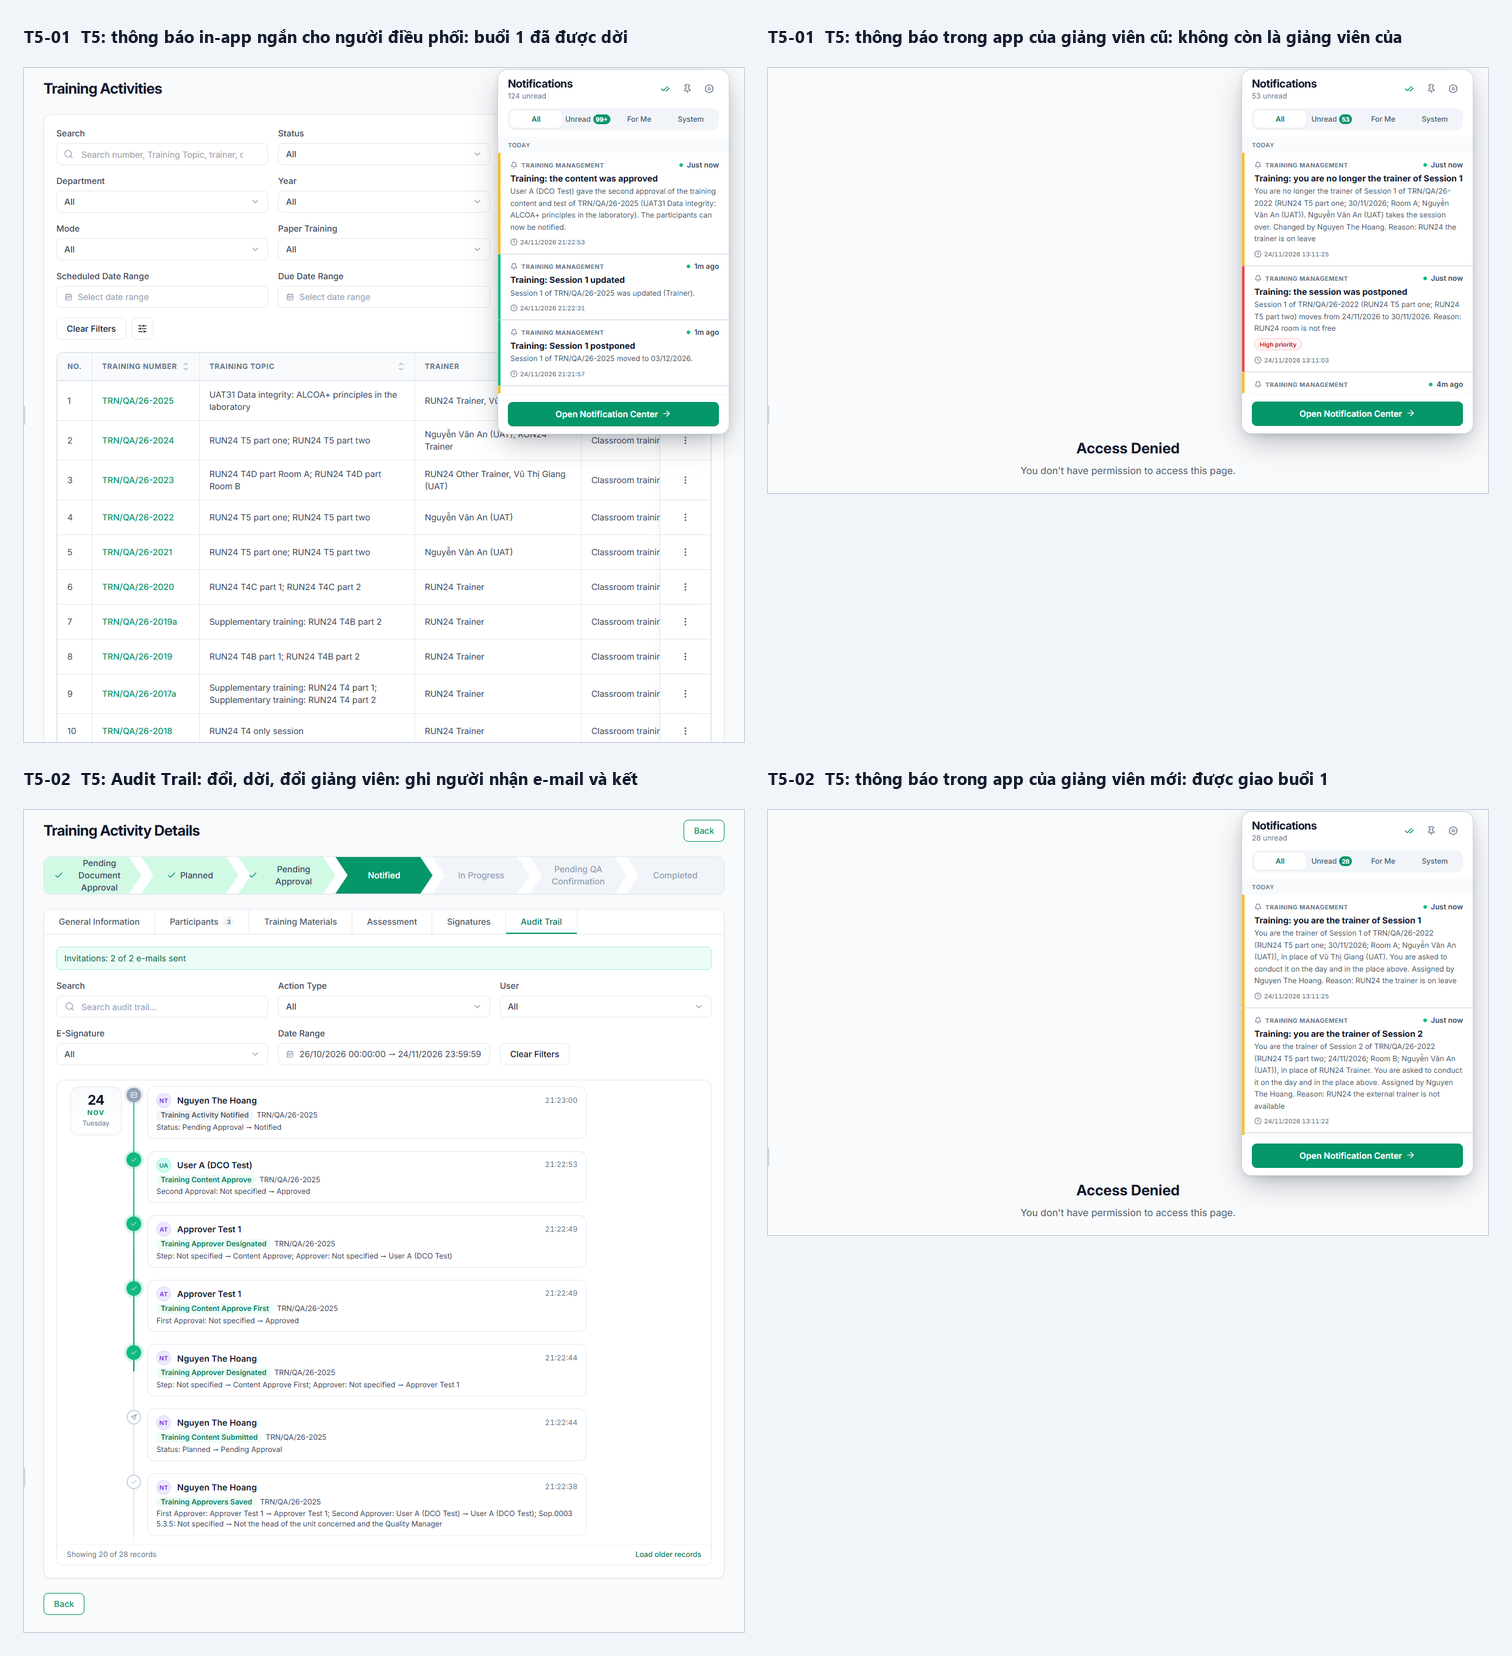 T5-01 T5: thông báo in-app ngắn cho người điều phối: buổi 1 đã được dời
Training Activities
Search
Search number, Training Topic, trainer, c
Status
All
Department
All
Year
All
Mode
All
Paper Training
All
Scheduled Date Range
Select date range
Due Date Range
Select date range
Clear Filters
Notifications
124 unread
All
Unread 99+
For Me
System
TODAY
TRAINING MANAGEMENT
Just now
Training: the content was approved
User A (DCO Test) gave the second approval of the training
content and test of TRN/QA/26-2025 (UAT31 Data integrity:
ALCOA+ principles in the laboratory). The participants can
now be notified.
24/11/2026 21:22:53
TRAINING MANAGEMENT
1m ago
Training: Session 1 updated
Session 1 of TRN/QA/26-2025 was updated (Trainer).
24/11/2026 21:22:31
TRAINING MANAGEMENT
1m ago
Training: Session 1 postponed
Session 1 of TRN/QA/26-2025 moved to 03/12/2026.
24/11/2026 21:21:57
Open Notification Center →
NO.
TRAINING NUMBER
TRAINING TOPIC
TRAINER
1
TRN/QA/26-2025
UAT31 Data integrity: ALCOA+ principles in the
laboratory
RUN24 Trainer, Vũ
2
TRN/QA/26-2024
RUN24 T5 part one; RUN24 T5 part two
Nguyễn Văn An (UAT), RUN24
Trainer
Classroom trainir
3
TRN/QA/26-2023
RUN24 T4D part Room A; RUN24 T4D part
Room B
RUN24 Other Trainer, Vũ Thị Giang
(UAT)
Classroom trainir
4
TRN/QA/26-2022
RUN24 T5 part one; RUN24 T5 part two
Nguyễn Văn An (UAT)
Classroom trainir
5
TRN/QA/26-2021
RUN24 T5 part one; RUN24 T5 part two
Nguyễn Văn An (UAT)
Classroom trainir
6
TRN/QA/26-2020
RUN24 T4C part 1; RUN24 T4C part 2
RUN24 Trainer
Classroom trainir
7
TRN/QA/26-2019a
Supplementary training: RUN24 T4B part 2
RUN24 Trainer
Classroom trainir
8
TRN/QA/26-2019
RUN24 T4B part 1; RUN24 T4B part 2
RUN24 Trainer
Classroom trainir
9
TRN/QA/26-2017a
Supplementary training: RUN24 T4 part 1;
Supplementary training: RUN24 T4 part 2
RUN24 Trainer
Classroom trainir
10
TRN/QA/26-2018
RUN24 T4 only session
RUN24 Trainer
Classroom trainir
T5-01 T5: thông báo trong app của giảng viên cũ: không còn là giảng viên của
Notifications
53 unread
All
Unread 53
For Me
System
TODAY
TRAINING MANAGEMENT
Just now
Training: you are no longer the trainer of Session 1
You are no longer the trainer of Session 1 of TRN/QA/26-
2022 (RUN24 T5 part one; 30/11/2026; Room A; Nguyễn
Văn An (UAT)). Nguyễn Văn An (UAT) takes the session
over. Changed by Nguyen The Hoang. Reason: RUN24 the
trainer is on leave
24/11/2026 13:11:25
TRAINING MANAGEMENT
Just now
Training: the session was postponed
Session 1 of TRN/QA/26-2022 (RUN24 T5 part one; RUN24
T5 part two) moves from 24/11/2026 to 30/11/2026. Reason:
RUN24 room is not free
High priority
24/11/2026 13:11:03
TRAINING MANAGEMENT
4m ago
Open Notification Center →
Access Denied
You don't have permission to access this page.
T5-02 T5: Audit Trail: đổi, dời, đổi giảng viên: ghi người nhận e-mail và kết
Training Activity Details
Back
Pending
Document
Approval
Planned
Pending
Approval
Notified
In Progress
Pending QA
Confirmation
Completed
General Information
Participants 3
Training Materials
Assessment
Signatures
Audit Trail
Invitations: 2 of 2 e-mails sent
Search
Search audit trail...
Action Type
All
User
All
E-Signature
All
Date Range
26/10/2026 00:00:00 → 24/11/2026 23:59:59
Clear Filters
24
NOV
Tuesday
NT Nguyen The Hoang 21:23:00
Training Activity Notified TRN/QA/26-2025
Status: Pending Approval → Notified
UA User A (DCO Test) 21:22:53
Training Content Approve TRN/QA/26-2025
Second Approval: Not specified → Approved
AT Approver Test 1 21:22:49
Training Approver Designated TRN/QA/26-2025
Step: Not specified → Content Approve; Approver: Not specified → User A (DCO Test)
AT Approver Test 1 21:22:49
Training Content Approve First TRN/QA/26-2025
First Approval: Not specified → Approved
NT Nguyen The Hoang 21:22:44
Training Approver Designated TRN/QA/26-2025
Step: Not specified → Content Approve First; Approver: Not specified → Approver Test 1
NT Nguyen The Hoang 21:22:44
Training Content Submitted TRN/QA/26-2025
Status: Planned → Pending Approval
NT Nguyen The Hoang 21:22:38
Training Approvers Saved TRN/QA/26-2025
First Approver: Approver Test 1 → Approver Test 1; Second Approver: User A (DCO Test) → User A (DCO Test); Sop.0003
5.3.5: Not specified → Not the head of the unit concerned and the Quality Manager
Showing 20 of 28 records
Load older records
Back
T5-02 T5: thông báo trong app của giảng viên mới: được giao buổi 1
Notifications
28 unread
All
Unread 28
For Me
System
TODAY
TRAINING MANAGEMENT
Just now
Training: you are the trainer of Session 1
You are the trainer of Session 1 of TRN/QA/26-2022
(RUN24 T5 part one; 30/11/2026; Room A; Nguyễn Văn An
(UAT)), in place of Vũ Thị Giang (UAT). You are asked to
conduct it on the day and in the place above. Assigned by
Nguyen The Hoang. Reason: RUN24 the trainer is on leave
24/11/2026 13:11:25
TRAINING MANAGEMENT
Just now
Training: you are the trainer of Session 2
You are the trainer of Session 2 of TRN/QA/26-2022
(RUN24 T5 part two; 24/11/2026; Room B; Nguyễn Văn An
(UAT)), in place of RUN24 Trainer. You are asked to conduct
it on the day and in the place above. Assigned by Nguyen
The Hoang. Reason: RUN24 the external trainer is not
available
24/11/2026 13:11:22
Open Notification Center →
Access Denied
You don't have permission to access this page.